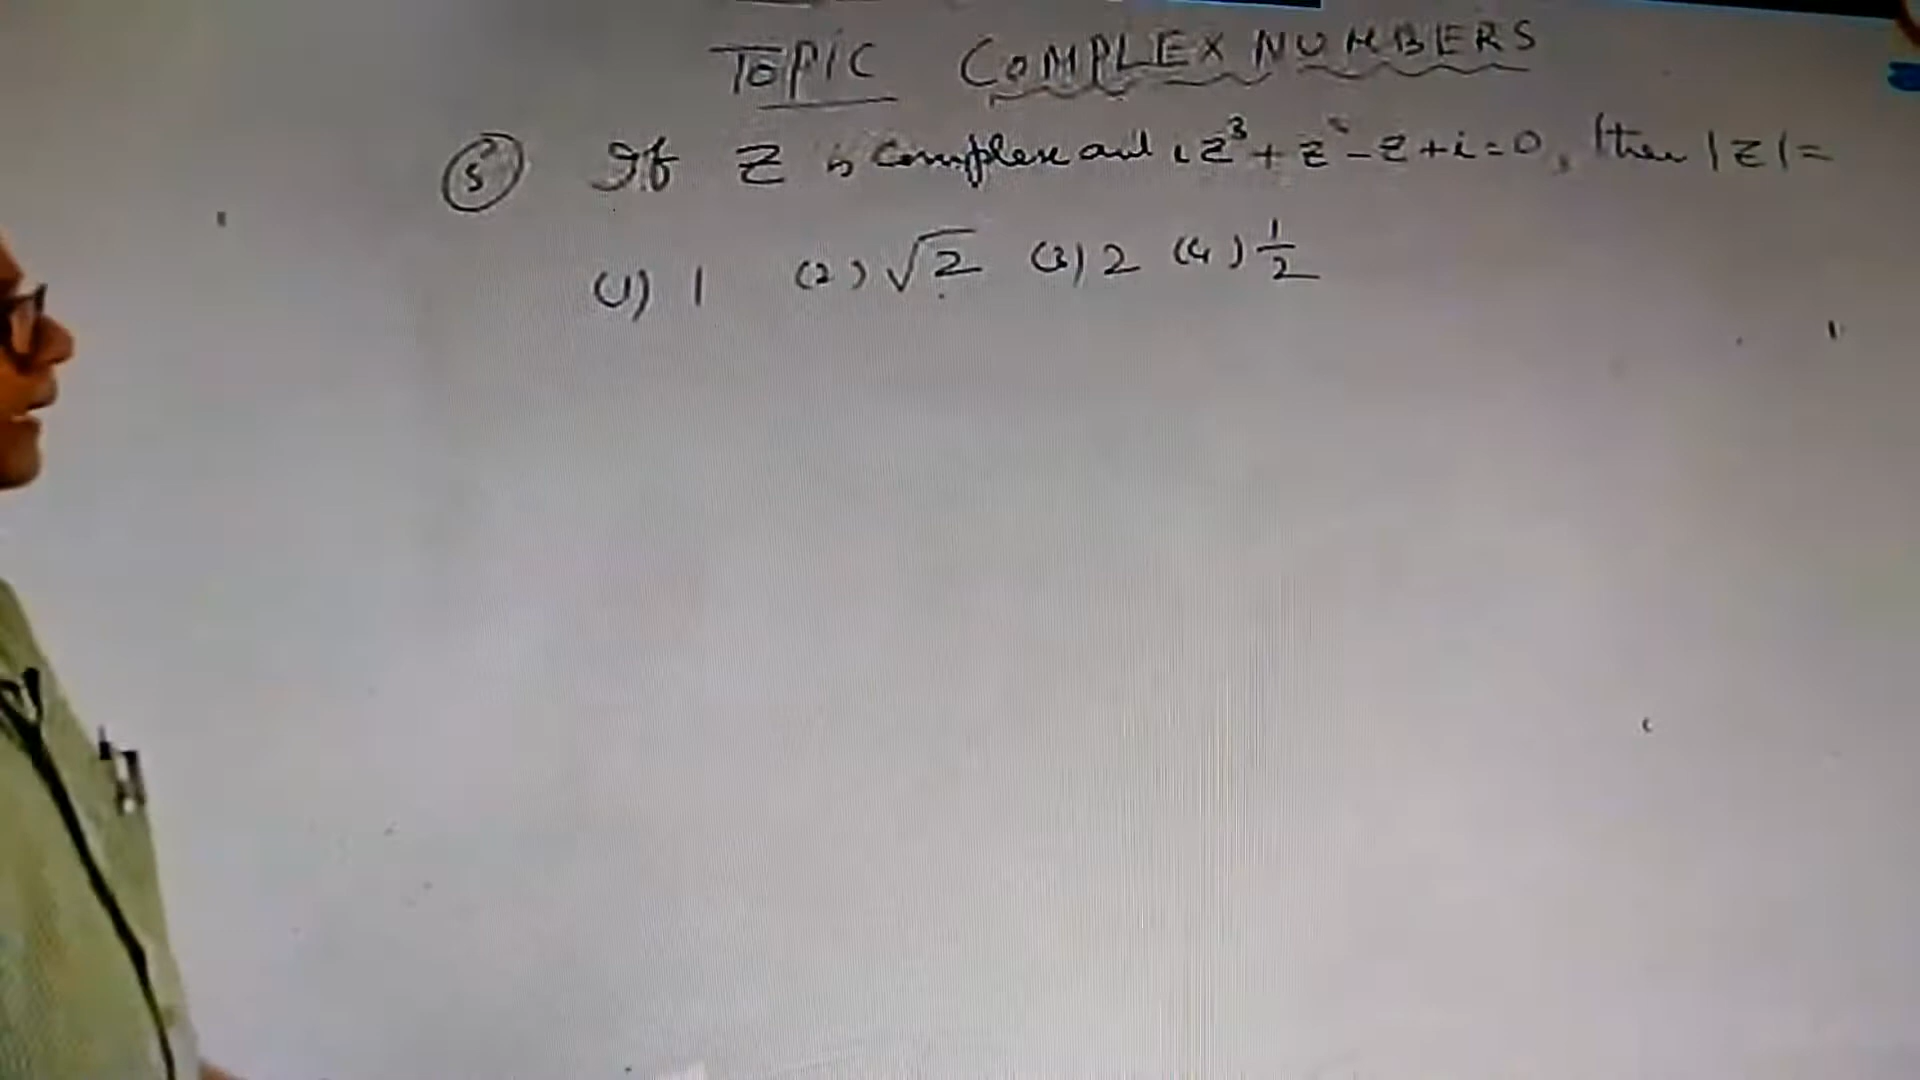 TOPIC COMPLEX NUMBERS
(5) If Z is complex and iz³+z²-z+i=0, then |z|=
(1) 1 (2) √2 (3) 2 (4) 1/2